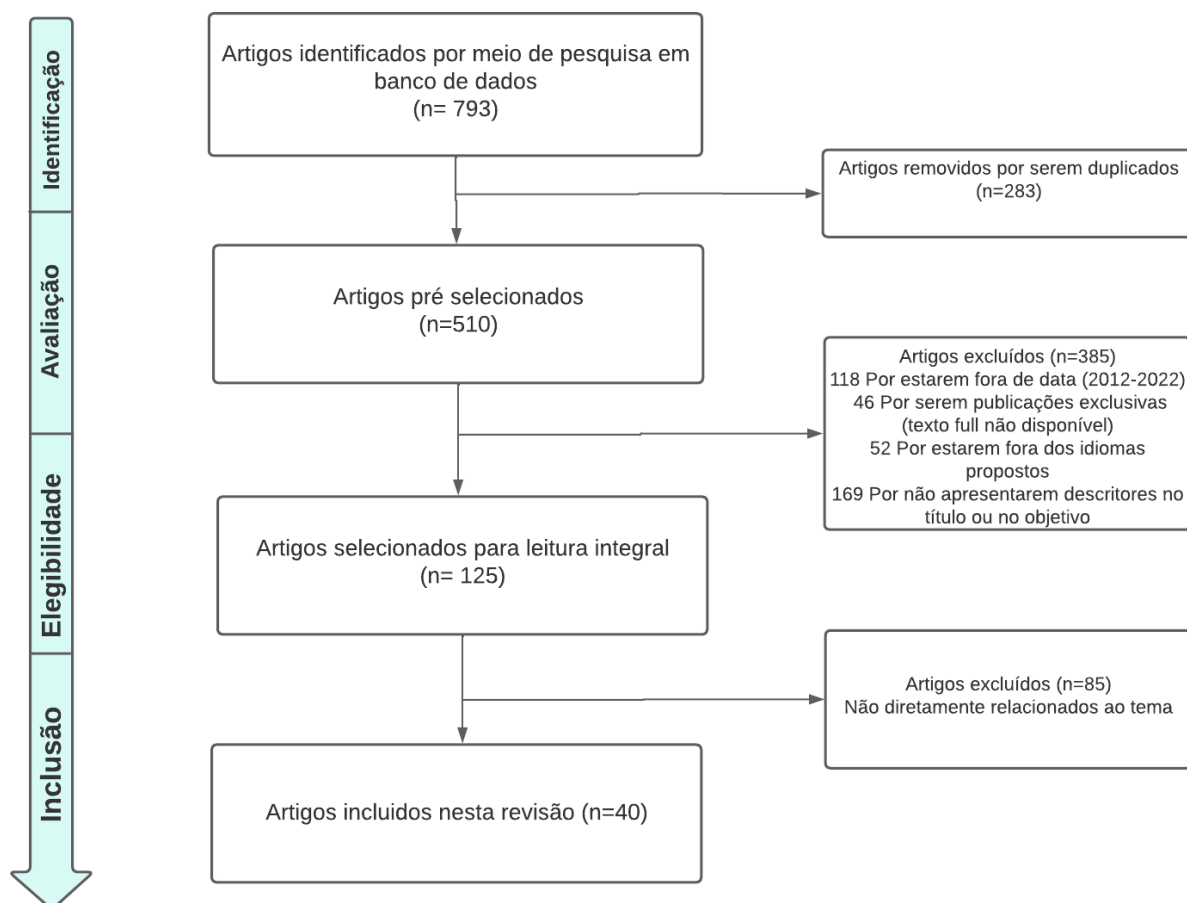 Identificação
Artigos identificados por meio de pesquisa em
banco de dados
(n= 793)
Artigos removidos por serem duplicados
(n=283)
Avaliação
Artigos pré selecionados
(n=510)
Artigos excluídos (n=385)
118 Por estarem fora de data (2012-2022)
46 Por serem publicações exclusivas
(texto full não disponível)
52 Por estarem fora dos idiomas
propostos
169 Por não apresentarem descritores no
título ou no objetivo
Elegibilidade
Artigos selecionados para leitura integral
(n= 125)
Artigos excluídos (n=85)
Não diretamente relacionados ao tema
Inclusão
Artigos incluidos nesta revisão (n=40)